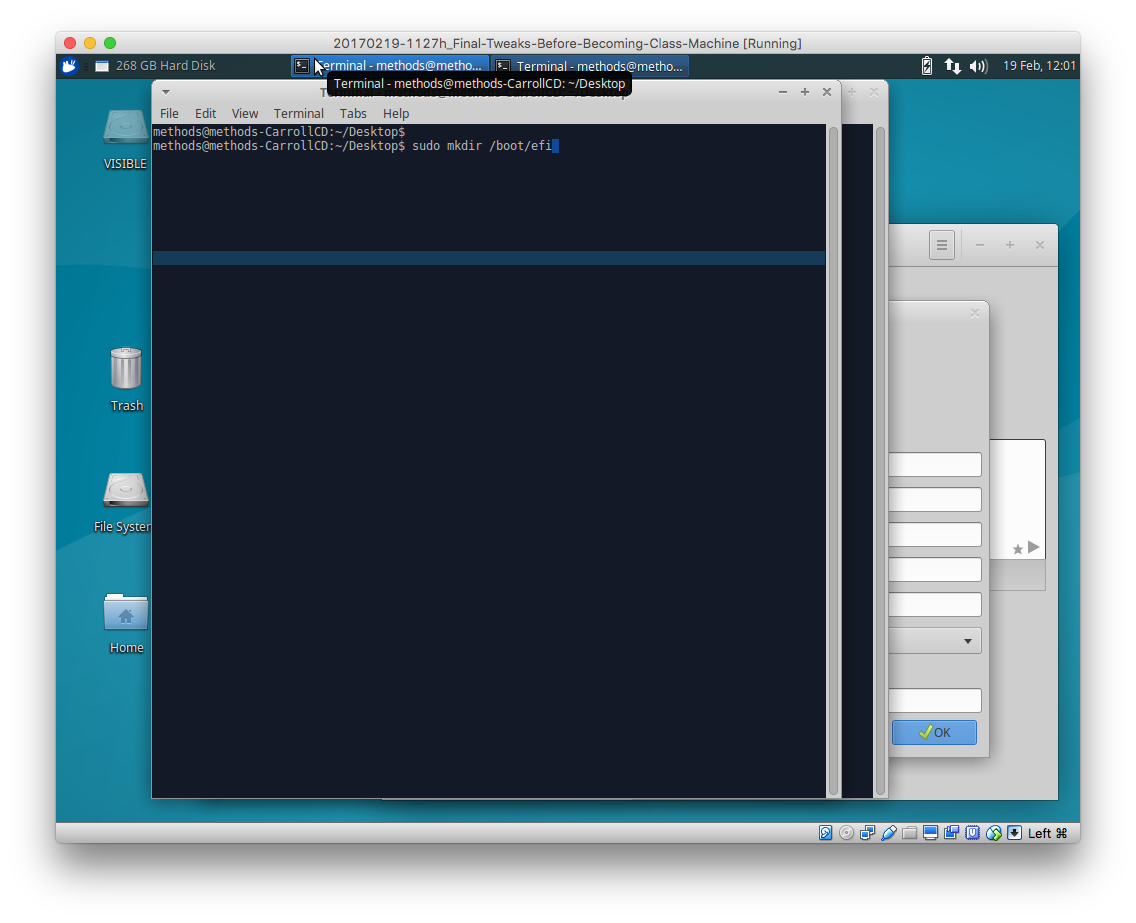 20170219-1127h_Final-Tweaks-Before-Becoming-Class-Machine [Running]
268 GB Hard Disk
Terminal - methods@metho...
Terminal - methods@metho...
19 Feb, 12:01
Terminal - methods@methods-CarrollCD: ~/Desktop
File Edit View Terminal Tabs Help
methods@methods-CarrollCD:~/Desktop$
methods@methods-CarrollCD:~/Desktop$ sudo mkdir /boot/efi
VISIBLE
Trash
File System
Home
OK
Left ⌘